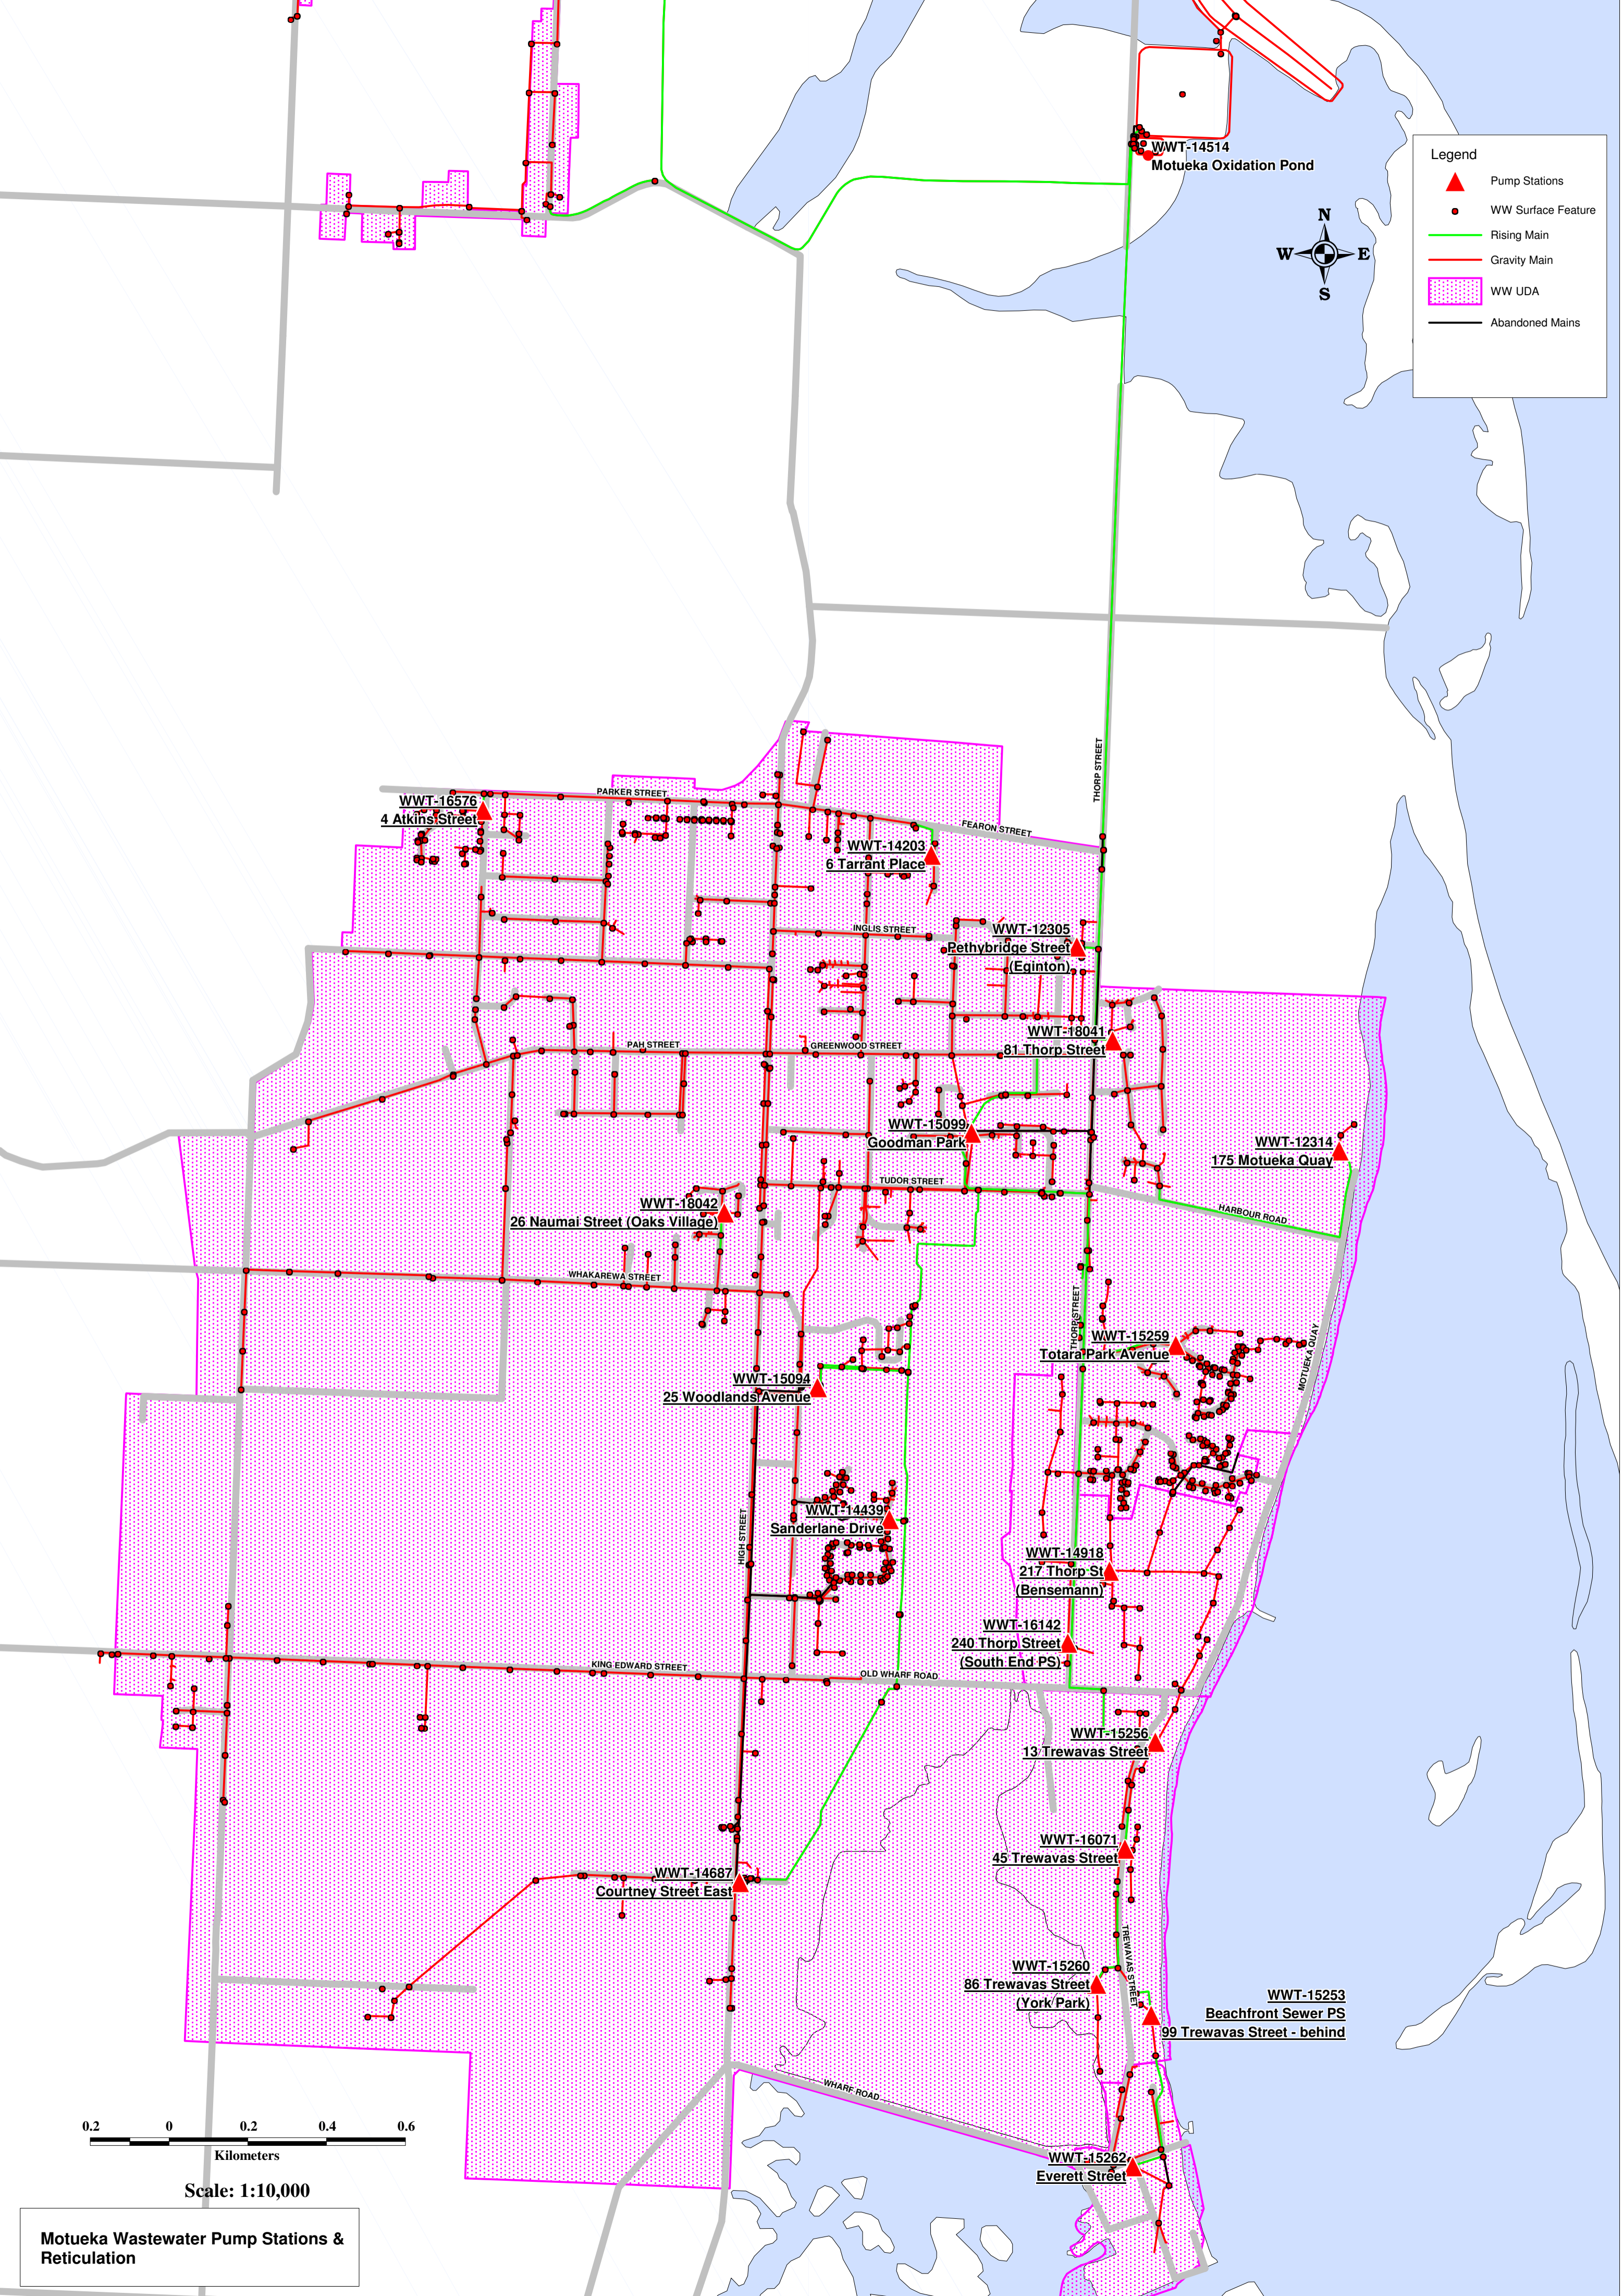 WWT-14514
Motueka Oxidation Pond
Legend
Pump Stations
WW Surface Feature
Rising Main
Gravity Main
WW UDA
Abandoned Mains
N
W
E
S
THORP STREET
PARKER STREET
WWT-16576
4 Atkins Street
FEARON STREET
WWT-14203
6 Tarrant Place
INGLIS STREET
WWT-12305
Pethybridge Street
(Eginton)
WWT-18041
81 Thorp Street
PAH STREET
GREENWOOD STREET
WWT-15099
Goodman Park
WWT-12314
175 Motueka Quay
TUDOR STREET
WWT-18042
26 Naumai Street (Oaks Village)
HARBOUR ROAD
WHAKAREWA STREET
THORP STREET
WWT-15259
Totara Park Avenue
MOTUEKA QUAY
WWT-15094
25 Woodlands Avenue
WWT-14439
Sanderlane Drive
HIGH STREET
WWT-14918
217 Thorp St
(Bensemann)
WWT-16142
240 Thorp Street
(South End PS)
KING EDWARD STREET
OLD WHARF ROAD
WWT-15256
13 Trewavas Street
WWT-16071
45 Trewavas Street
WWT-14687
Courtney Street East
TREWAVAS STREET
WWT-15260
86 Trewavas Street
(York Park)
WWT-15253
Beachfront Sewer PS
99 Trewavas Street - behind
WHARF ROAD
WWT-15262
Everett Street
0.2 0 0.2 0.4 0.6
Kilometers
Scale: 1:10,000
Motueka Wastewater Pump Stations &
Reticulation